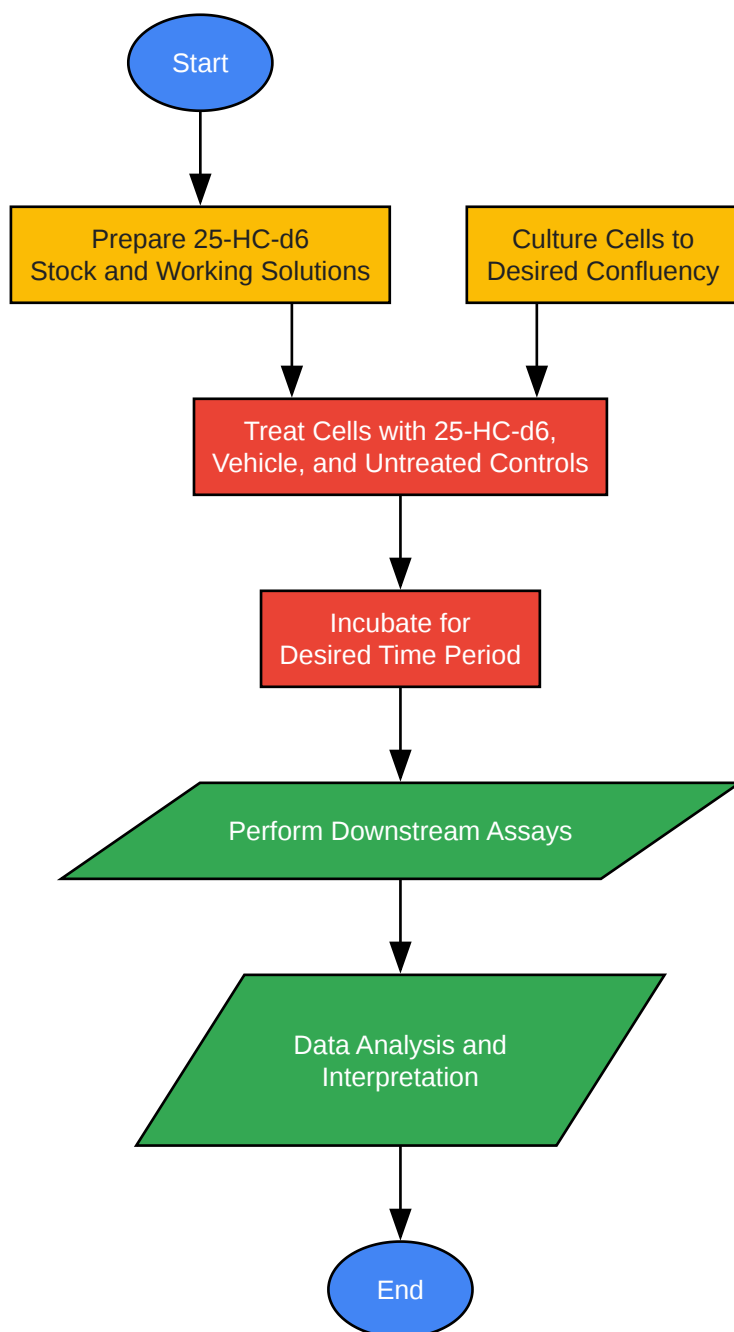 Start
Prepare 25-HC-d6
Stock and Working Solutions
Culture Cells to
Desired Confluency
Treat Cells with 25-HC-d6,
Vehicle, and Untreated Controls
Incubate for
Desired Time Period
Perform Downstream Assays
Data Analysis and
Interpretation
End